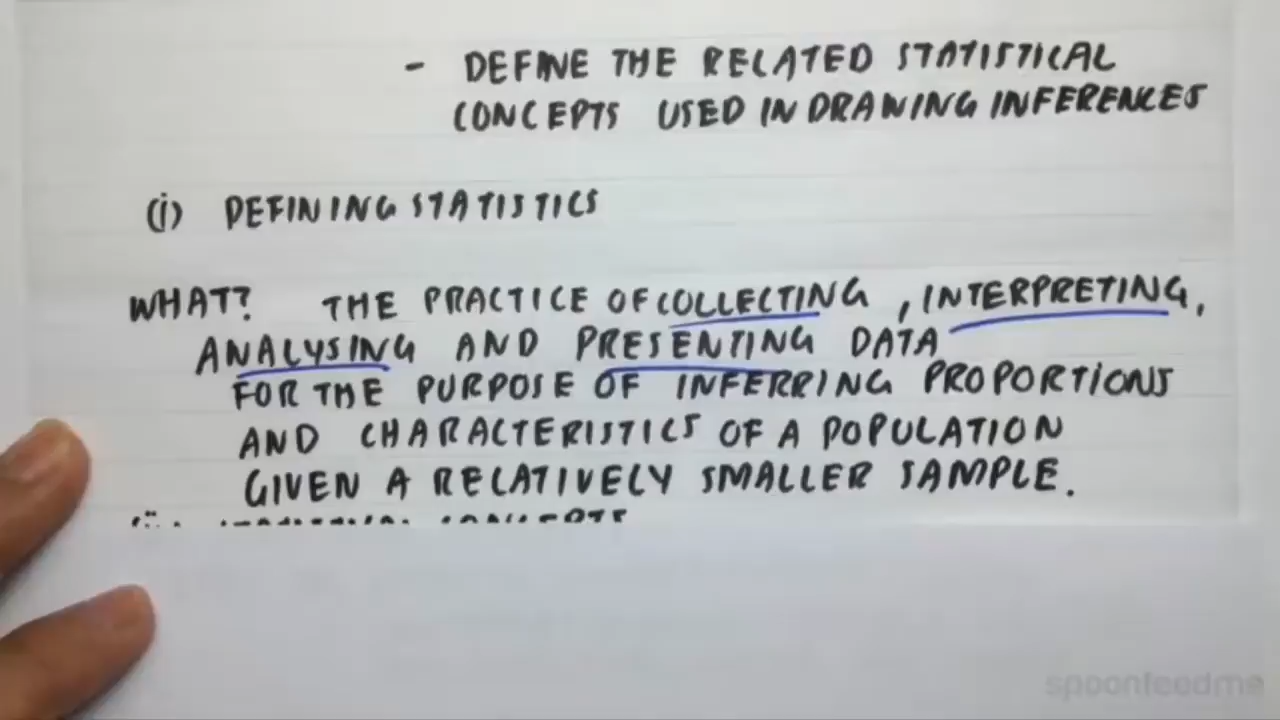 - DEFINE THE RELATED STATISTICAL
CONCEPTS USED IN DRAWING INFERENCES
(i) DEFINING STATISTICS
WHAT? THE PRACTICE OF COLLECTING, INTERPRETING,
ANALYSING AND PRESENTING DATA
FOR THE PURPOSE OF INFERRING PROPORTIONS
AND CHARACTERISTICS OF A POPULATION
GIVEN A RELATIVELY SMALLER SAMPLE.
spoonfeedme